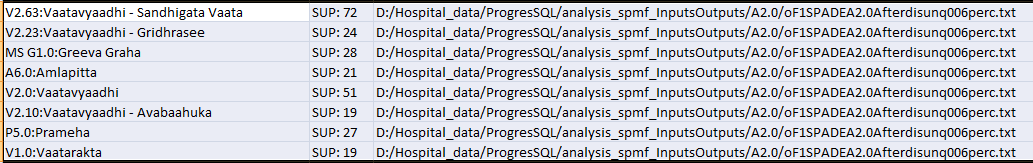 V2.63:Vaatavyaadhi - Sandhigata Vaata SUP: 72 D:/Hospital_data/ProgresSQL/analysis_spmf_InputsOutputs/A2.0/oF1SPADEA2.0Afterdisunq006perc.txt
V2.23:Vaatavyaadhi - Gridhrasee SUP: 24 D:/Hospital_data/ProgresSQL/analysis_spmf_InputsOutputs/A2.0/oF1SPADEA2.0Afterdisunq006perc.txt
MS G1.0:Greeva Graha SUP: 28 D:/Hospital_data/ProgresSQL/analysis_spmf_InputsOutputs/A2.0/oF1SPADEA2.0Afterdisunq006perc.txt
A6.0:Amlapitta SUP: 21 D:/Hospital_data/ProgresSQL/analysis_spmf_InputsOutputs/A2.0/oF1SPADEA2.0Afterdisunq006perc.txt
V2.0:Vaatavyaadhi SUP: 51 D:/Hospital_data/ProgresSQL/analysis_spmf_InputsOutputs/A2.0/oF1SPADEA2.0Afterdisunq006perc.txt
V2.10:Vaatavyaadhi - Avabaahuka SUP: 19 D:/Hospital_data/ProgresSQL/analysis_spmf_InputsOutputs/A2.0/oF1SPADEA2.0Afterdisunq006perc.txt
P5.0:Prameha SUP: 27 D:/Hospital_data/ProgresSQL/analysis_spmf_InputsOutputs/A2.0/oF1SPADEA2.0Afterdisunq006perc.txt
V1.0:Vaatarakta SUP: 19 D:/Hospital_data/ProgresSQL/analysis_spmf_InputsOutputs/A2.0/oF1SPADEA2.0Afterdisunq006perc.txt